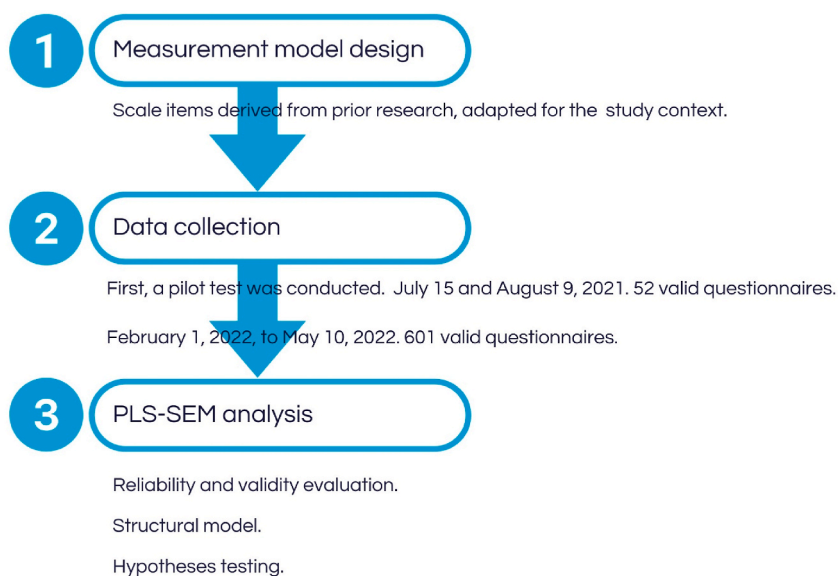 1
Measurement model design
Scale items derived from prior research, adapted for the study context.
2
Data collection
First, a pilot test was conducted. July 15 and August 9, 2021. 52 valid questionnaires.
February 1, 2022, to May 10, 2022. 601 valid questionnaires.
3
PLS-SEM analysis
Reliability and validity evaluation.
Structural model.
Hypotheses testing.